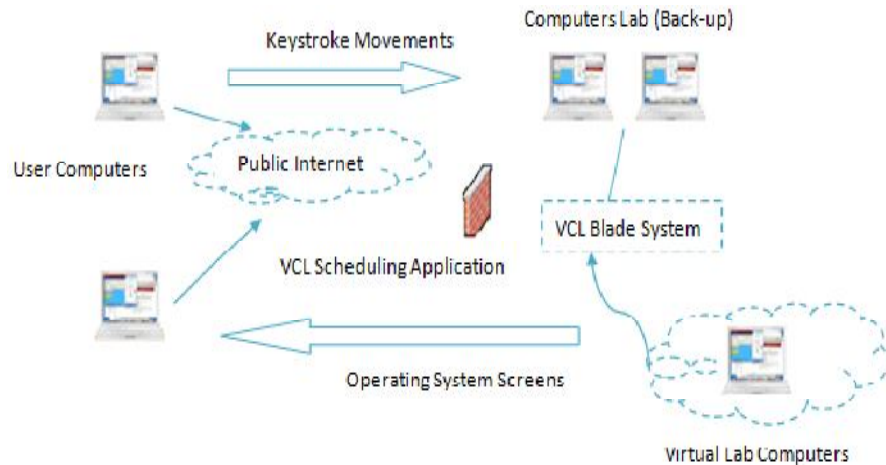 Computers Lab (Back-up)
Keystroke Movements
User Computers
Public Internet
VCL Blade System
VCL Scheduling Application
Operating System Screens
Virtual Lab Computers